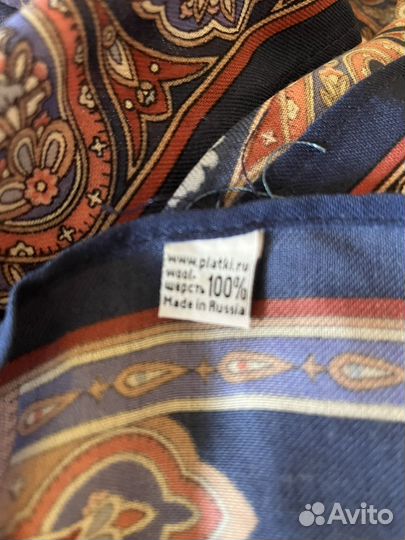 www.platki.ru
wool-
шерсть 100%
Made in Russia
Avito